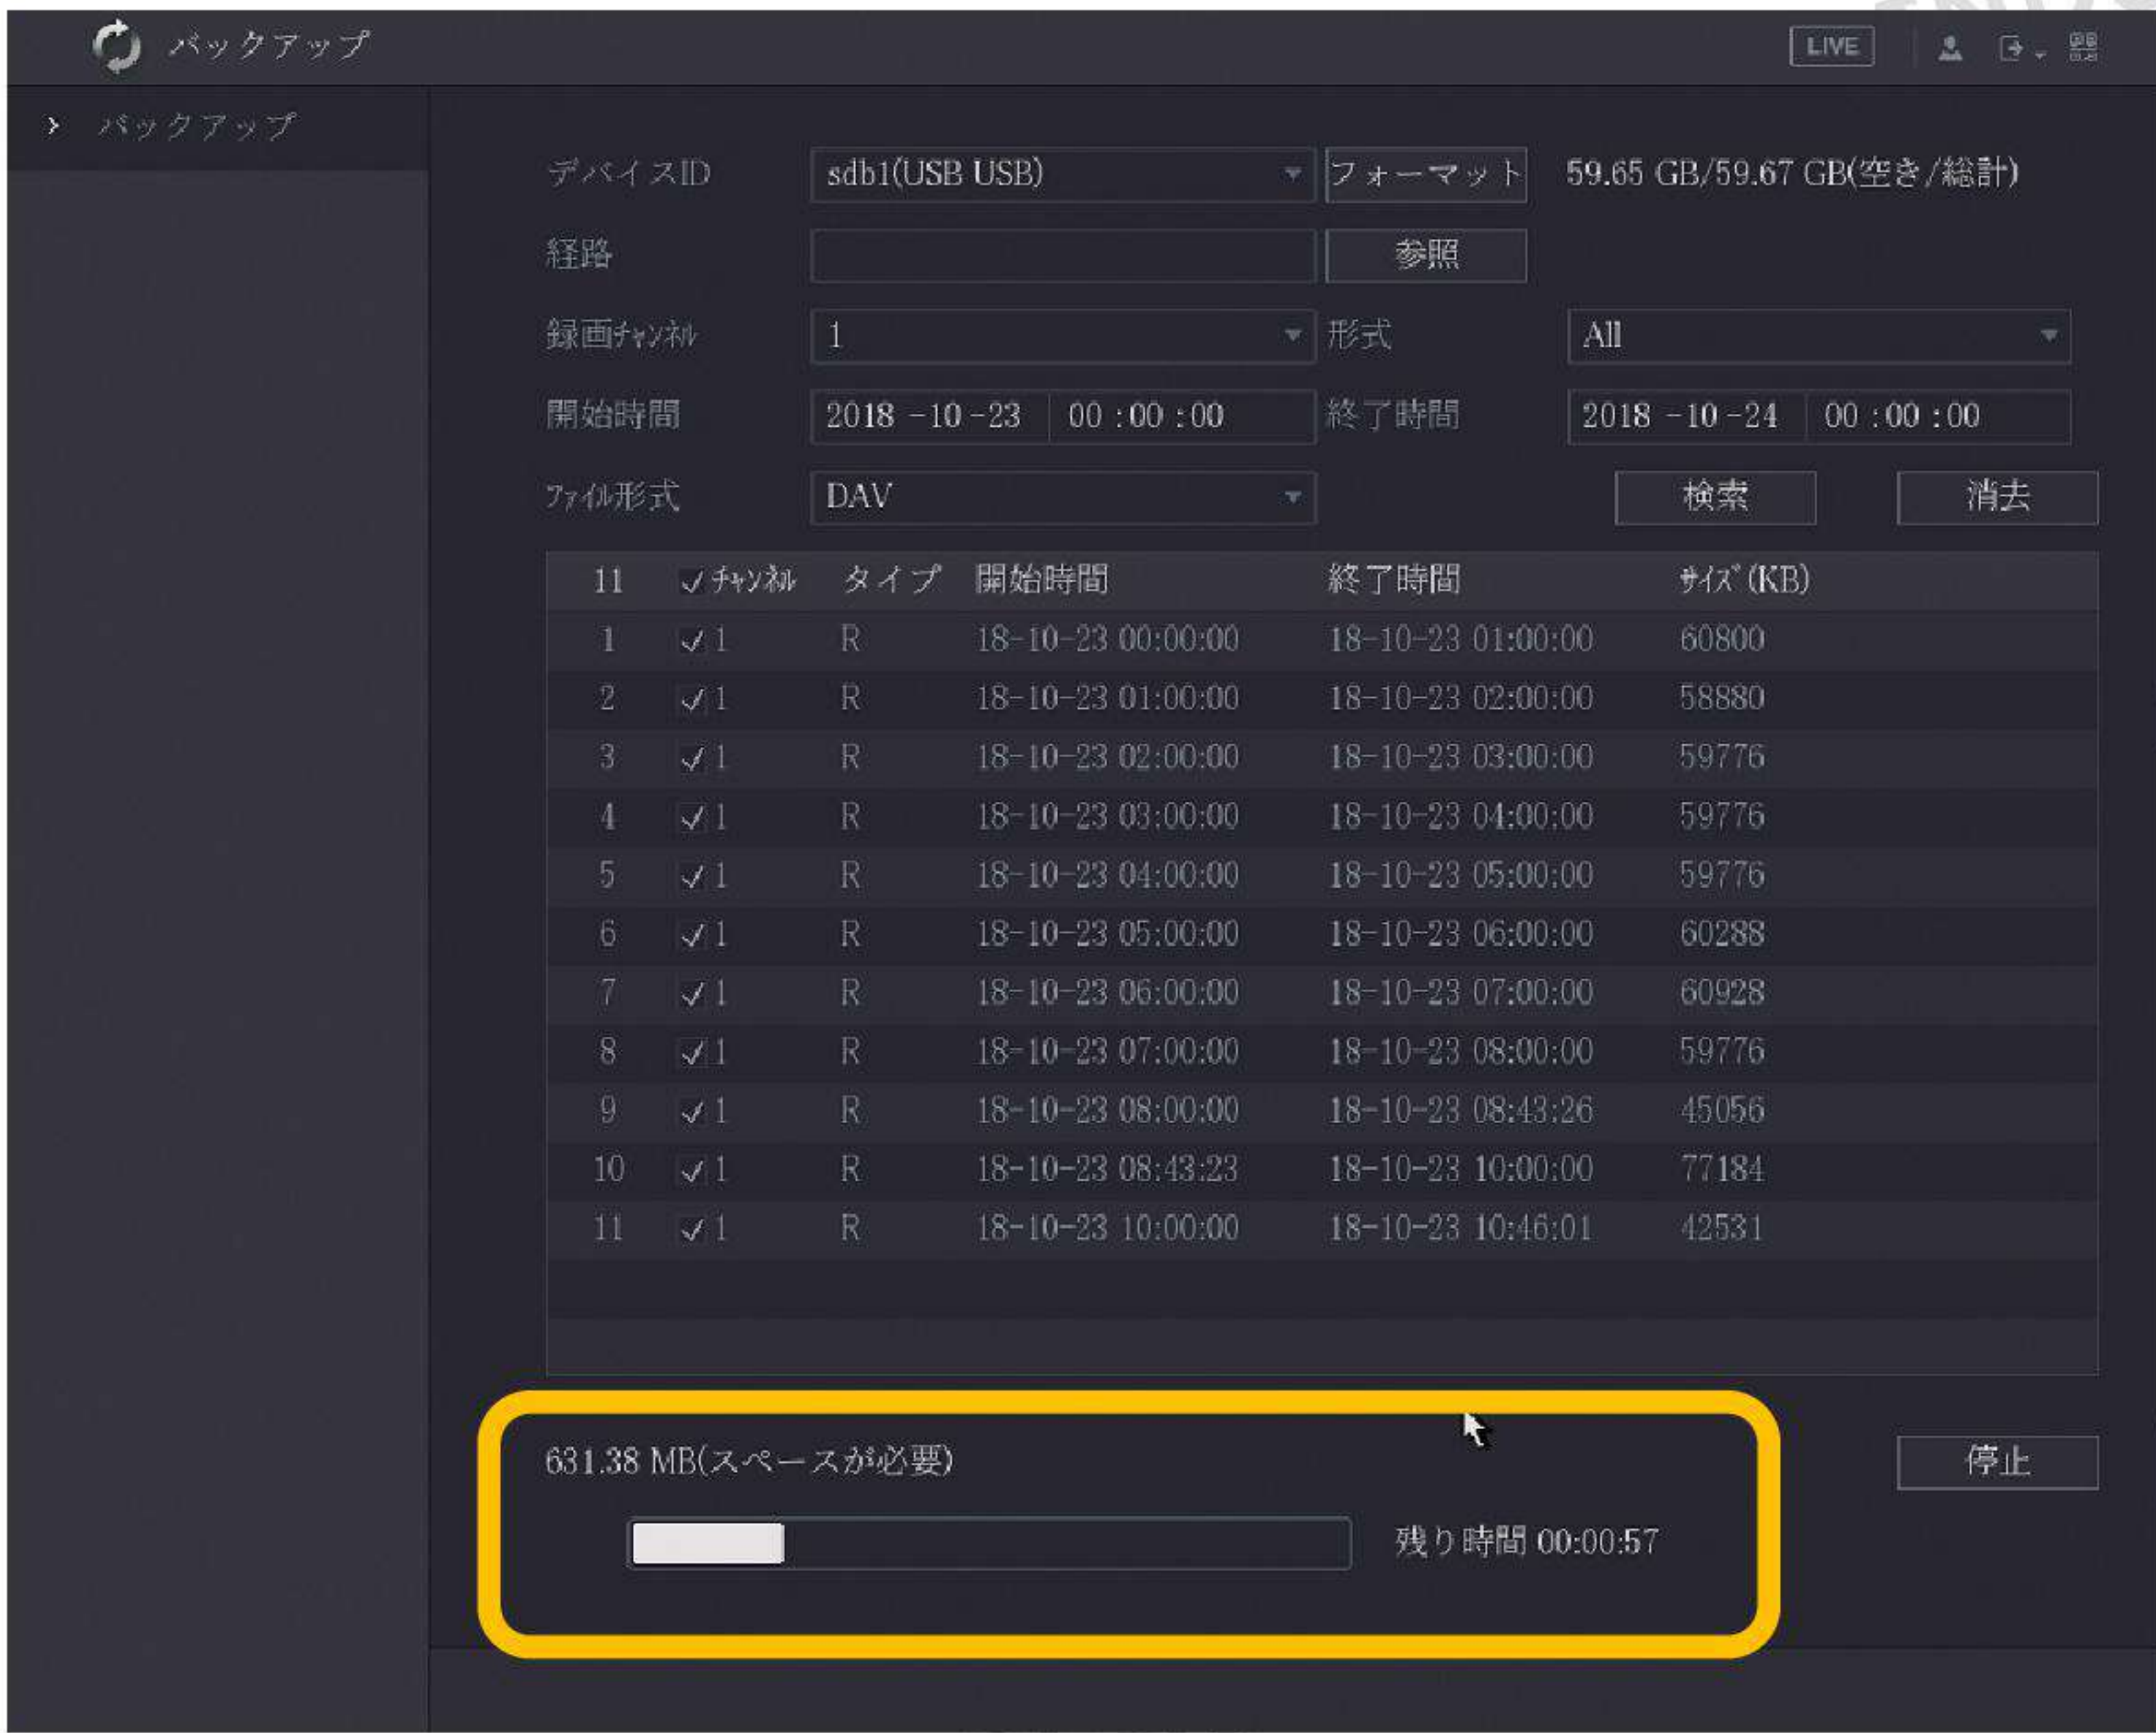 バックアップ
LIVE
バックアップ
デバイスID sdb1(USB USB) フォーマット 59.65 GB/59.67 GB(空き/総計)
経路 参照
録画ﾁｬﾝﾈﾙ 1 形式 All
開始時間 2018 -10 -23 00 :00 :00 終了時間 2018 -10 -24 00 :00 :00
ﾌｧｲﾙ形式 DAV 検索 消去
11 ﾁｬﾝﾈﾙ タイプ 開始時間 終了時間 ｻｲｽﾞ(KB)
1 1 R 18-10-23 00:00:00 18-10-23 01:00:00 60800
2 1 R 18-10-23 01:00:00 18-10-23 02:00:00 58880
3 1 R 18-10-23 02:00:00 18-10-23 03:00:00 59776
4 1 R 18-10-23 03:00:00 18-10-23 04:00:00 59776
5 1 R 18-10-23 04:00:00 18-10-23 05:00:00 59776
6 1 R 18-10-23 05:00:00 18-10-23 06:00:00 60288
7 1 R 18-10-23 06:00:00 18-10-23 07:00:00 60928
8 1 R 18-10-23 07:00:00 18-10-23 08:00:00 59776
9 1 R 18-10-23 08:00:00 18-10-23 08:43:26 45056
10 1 R 18-10-23 08:43:23 18-10-23 10:00:00 77184
11 1 R 18-10-23 10:00:00 18-10-23 10:46:01 42531
631.38 MB(スペースが必要) 停止
残り時間 00:00:57